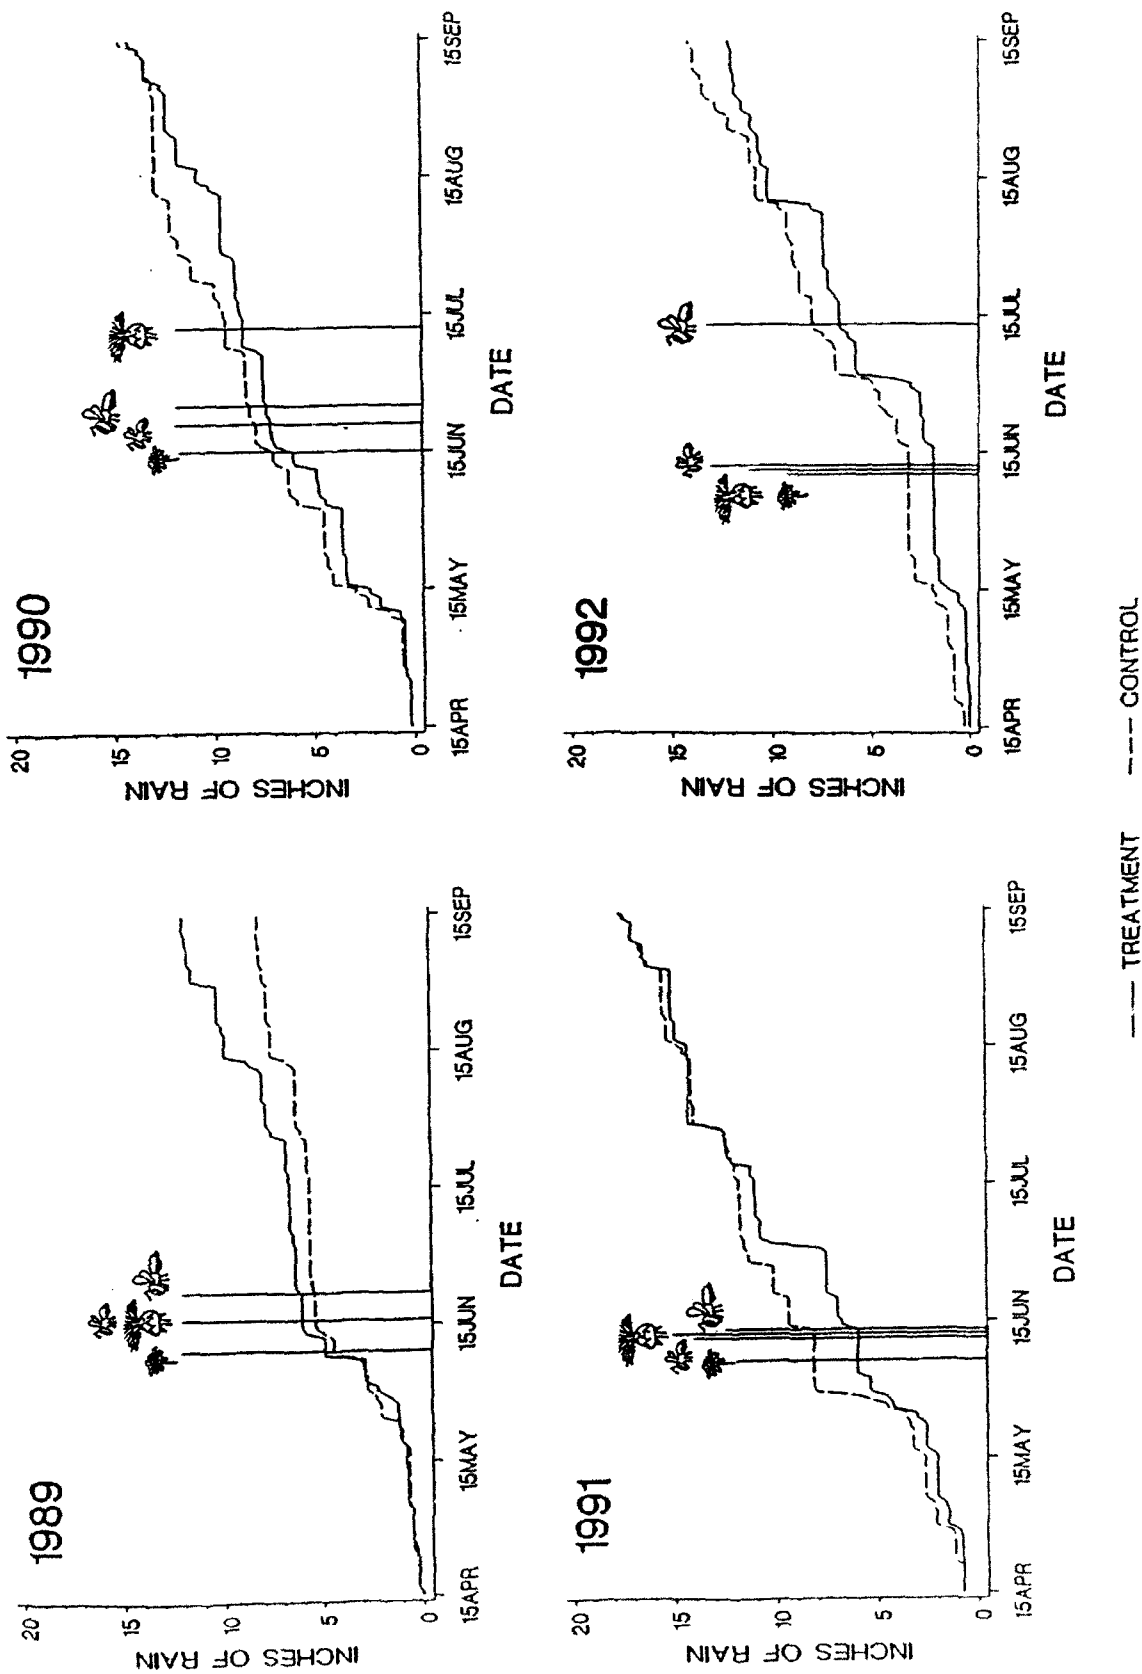 1989
20
15
10
5
0
INCHES OF RAIN
15APR
15MAY
15JUN
15JUL
15AUG
15SEP
DATE
1990
20
15
10
5
0
INCHES OF RAIN
15APR
15MAY
15JUN
15JUL
15AUG
15SEP
DATE
1991
20
15
10
5
0
INCHES OF RAIN
15APR
15MAY
15JUN
15JUL
15AUG
15SEP
DATE
1992
20
15
10
5
0
INCHES OF RAIN
15APR
15MAY
15JUN
15JUL
15AUG
15SEP
DATE
TREATMENT CONTROL